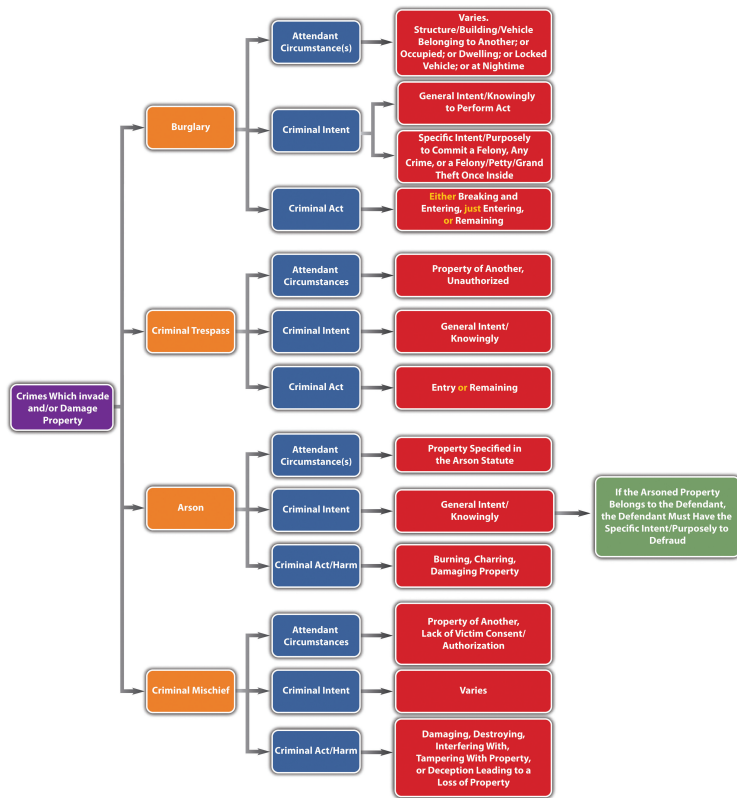 Crimes Which invade
and/or Damage
Property
Burglary
Attendant
Circumstance(s)
Varies.
Structure/Building/Vehicle
Belonging to Another; or
Occupied; or Dwelling; or Locked
Vehicle; or at Nightime
Criminal Intent
General Intent/Knowingly
to Perform Act
Specific Intent/Purposely
to Commit a Felony, Any
Crime, or a Felony/Petty/Grand
Theft Once Inside
Criminal Act
Either Breaking and
Entering, just Entering,
or Remaining
Criminal Trespass
Attendant
Circumstances
Property of Another,
Unauthorized
Criminal Intent
General Intent/
Knowingly
Criminal Act
Entry or Remaining
Arson
Attendant
Circumstance(s)
Property Specified in
the Arson Statute
Criminal Intent
General Intent/
Knowingly
If the Arsoned Property
Belongs to the Defendant,
the Defendant Must Have the
Specific Intent/Purposely to
Defraud
Criminal Act/Harm
Burning, Charring,
Damaging Property
Criminal Mischief
Attendant
Circumstances
Property of Another,
Lack of Victim Consent/
Authorization
Criminal Intent
Varies
Criminal Act/Harm
Damaging, Destroying,
Interfering With,
Tampering With Property,
or Deception Leading to a
Loss of Property